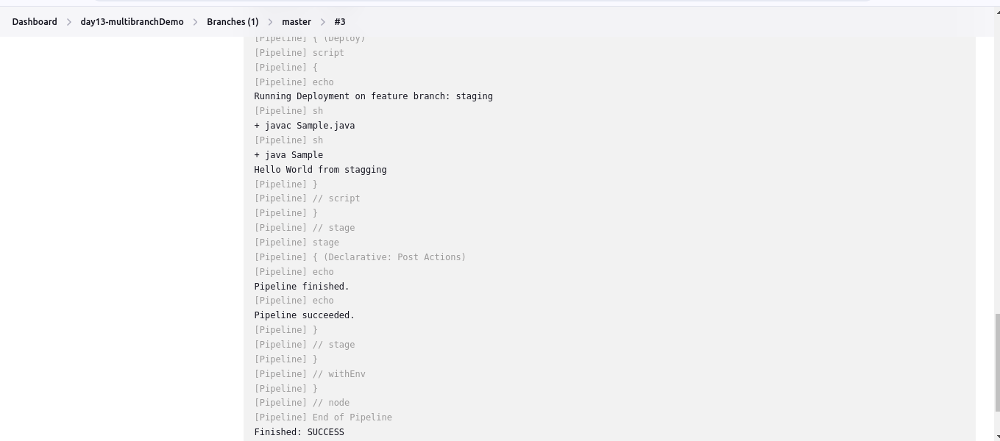 Dashboard > day13-multibranchDemo > Branches (1) > master > #3
[Pipeline] { (Deploy)
[Pipeline] script
[Pipeline] {
[Pipeline] echo
Running Deployment on feature branch: staging
[Pipeline] sh
+ javac Sample.java
[Pipeline] sh
+ java Sample
Hello World from stagging
[Pipeline] }
[Pipeline] // script
[Pipeline] }
[Pipeline] // stage
[Pipeline] stage
[Pipeline] { (Declarative: Post Actions)
[Pipeline] echo
Pipeline finished.
[Pipeline] echo
Pipeline succeeded.
[Pipeline] }
[Pipeline] // stage
[Pipeline] }
[Pipeline] // withEnv
[Pipeline] }
[Pipeline] // node
[Pipeline] End of Pipeline
Finished: SUCCESS